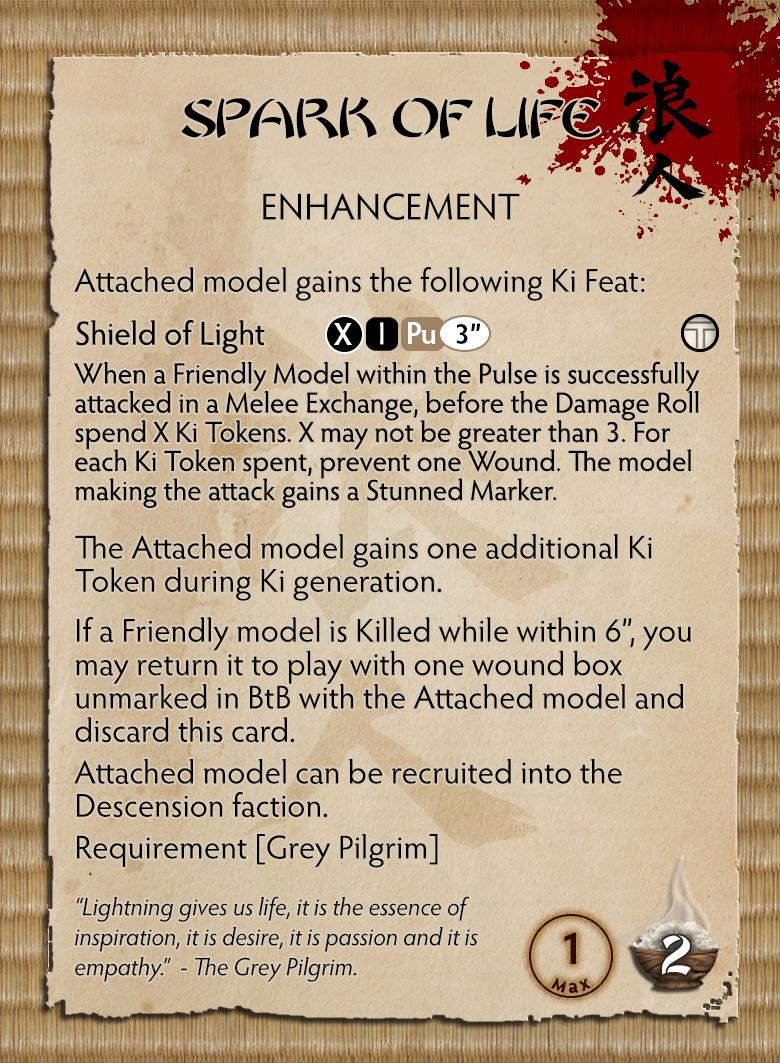 SPARK OF LIFE
浪人
ENHANCEMENT
Attached model gains the following Ki Feat:
Shield of Light X I Pu 3” T
When a Friendly Model within the Pulse is successfully
attacked in a Melee Exchange, before the Damage Roll
spend X Ki Tokens. X may not be greater than 3. For
each Ki Token spent, prevent one Wound. The model
making the attack gains a Stunned Marker.
The Attached model gains one additional Ki
Token during Ki generation.
If a Friendly model is Killed while within 6”, you
may return it to play with one wound box
unmarked in BtB with the Attached model and
discard this card.
Attached model can be recruited into the
Descension faction.
Requirement [Grey Pilgrim]
“Lightning gives us life, it is the essence of
inspiration, it is desire, it is passion and it is
empathy.” - The Grey Pilgrim.
1
Max
2